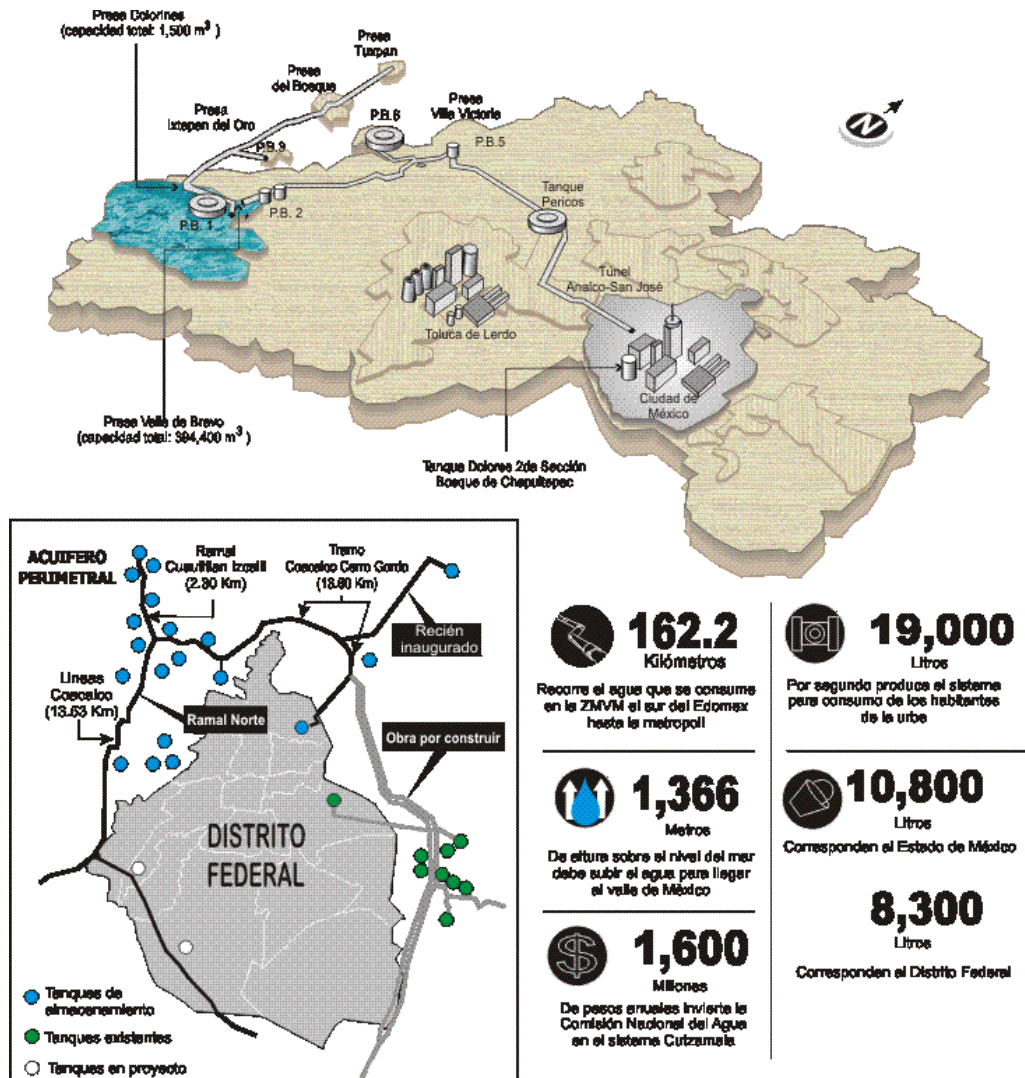 Presa Colorines
(capacidad total: 1,500 m³)
Presa
Tuxpan
Presa
del Bosque
Presa
Ixtapan del Oro
P.B.3
P.B.6
Presa
Villa Victoria
P.B.5
N
P.B. 1
P.B. 2
Tanque
Pericos
Túnel
Analco-San José
Toluca de Lerdo
Ciudad de
México
Presa Valle de Bravo
(capacidad total: 394,400 m³)
Tanque Dolores 2da Sección
Bosque de Chapultepec
ACUIFERO
PERIMETRAL
Ramal
Cuautitlan Izcalli
(2.80 Km)
Tramo
Coacalco Cerro Gordo
(18.60 Km)
Recién
inaugurado
Líneas
Coacalco
(13.63 Km)
Ramal Norte
Obra por construir
DISTRITO
FEDERAL
Tanques de
almacenamiento
Tanques existentes
Tanques en proyecto
162.2
Kilómetros
Recorre el agua que se consume
en la ZMVM el sur del Edomex
hasta la metropoli
1,366
Metros
De altura sobre el nivel del mar
debe subir el agua para llegar
al valle de México
1,600
Millones
De pesos anuales invierte la
Comisión Nacional del Agua
en el sistema Cutzamala
19,000
Litros
Por segundo produce el sistema
para consumo de los habitantes
de la urbe
10,800
Litros
Corresponden al Estado de México
8,300
Litros
Corresponden al Distrito Federal